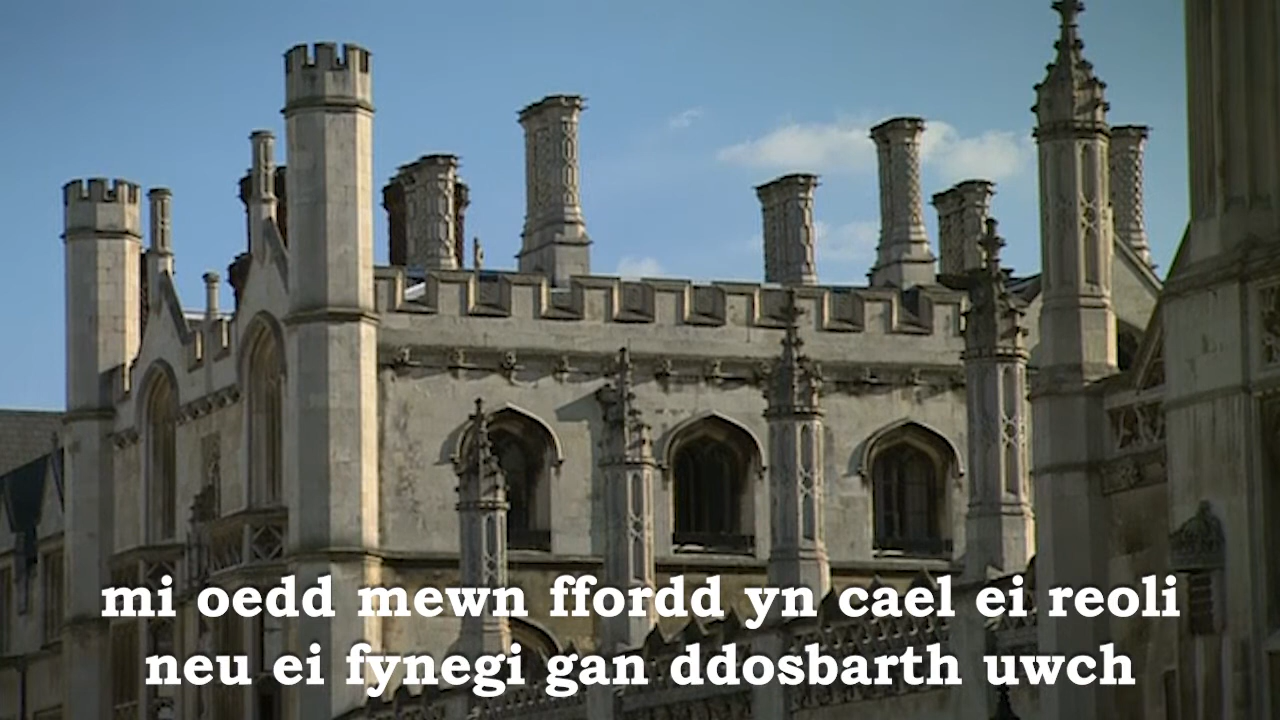 mi oedd mewn ffordd yn cael ei reoli
neu ei fynegi gan ddosbarth uwch